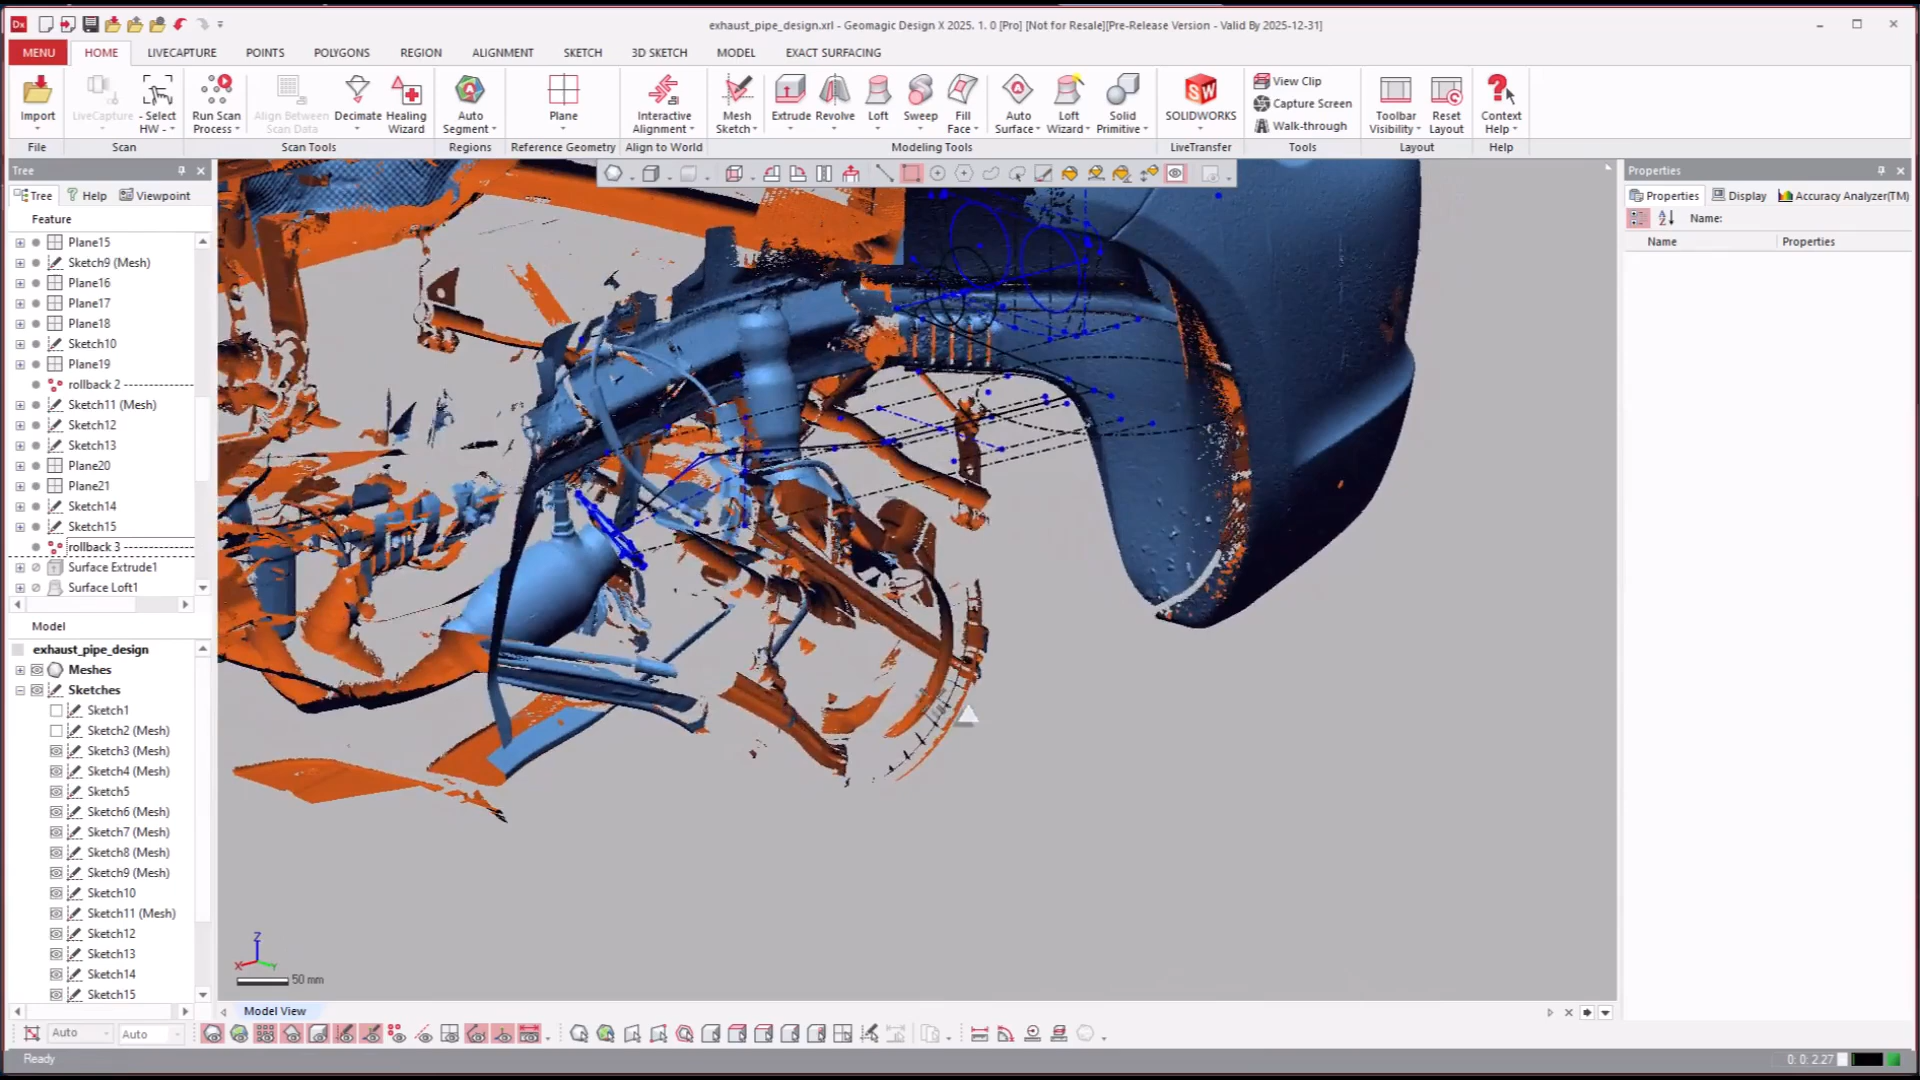 exhaust_pipe_design.xrl - Geomagic Design X 2025. 1. 0 [Pro] [Not for Resale][Pre-Release Version - Valid By 2025-12-31]
MENU HOME LIVECAPTURE POINTS POLYGONS REGION ALIGNMENT SKETCH 3D SKETCH MODEL EXACT SURFACING
Import
LiveCapture
Select HW
Run Scan Process
Align Between Scan Data
Decimate
Healing Wizard
Auto Segment
Plane
Interactive Alignment
Mesh Sketch
Extrude
Revolve
Loft
Sweep
Fill Face
Auto Surface
Loft Wizard
Solid Primitive
SOLIDWORKS
View Clip
Capture Screen
Walk-through
Toolbar Visibility
Reset Layout
Context Help
File Scan Scan Tools Regions Reference Geometry Align to World Modeling Tools LiveTransfer Tools Layout Help
Tree
Tree Help Viewpoint
Feature
Plane15
Sketch9 (Mesh)
Plane16
Plane17
Plane18
Sketch10
Plane19
rollback 2
Sketch11 (Mesh)
Sketch12
Sketch13
Plane20
Plane21
Sketch14
Sketch15
rollback 3
Surface Extrude1
Surface Loft1
Model
exhaust_pipe_design
Meshes
Sketches
Sketch1
Sketch2 (Mesh)
Sketch3 (Mesh)
Sketch4 (Mesh)
Sketch5
Sketch6 (Mesh)
Sketch7 (Mesh)
Sketch8 (Mesh)
Sketch9 (Mesh)
Sketch10
Sketch11 (Mesh)
Sketch12
Sketch13
Sketch14
Sketch15
Z
X Y
50 mm
Model View
Properties
Properties Display Accuracy Analyzer(TM)
Name:
Name Properties
Auto Auto
Ready
0: 0: 2.27